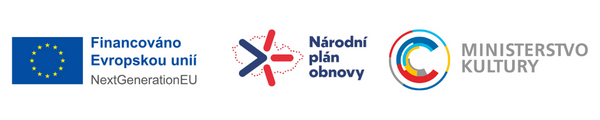 Financováno
Evropskou unií
NextGenerationEU
Národní
plán
obnovy
MINISTERSTVO
KULTURY